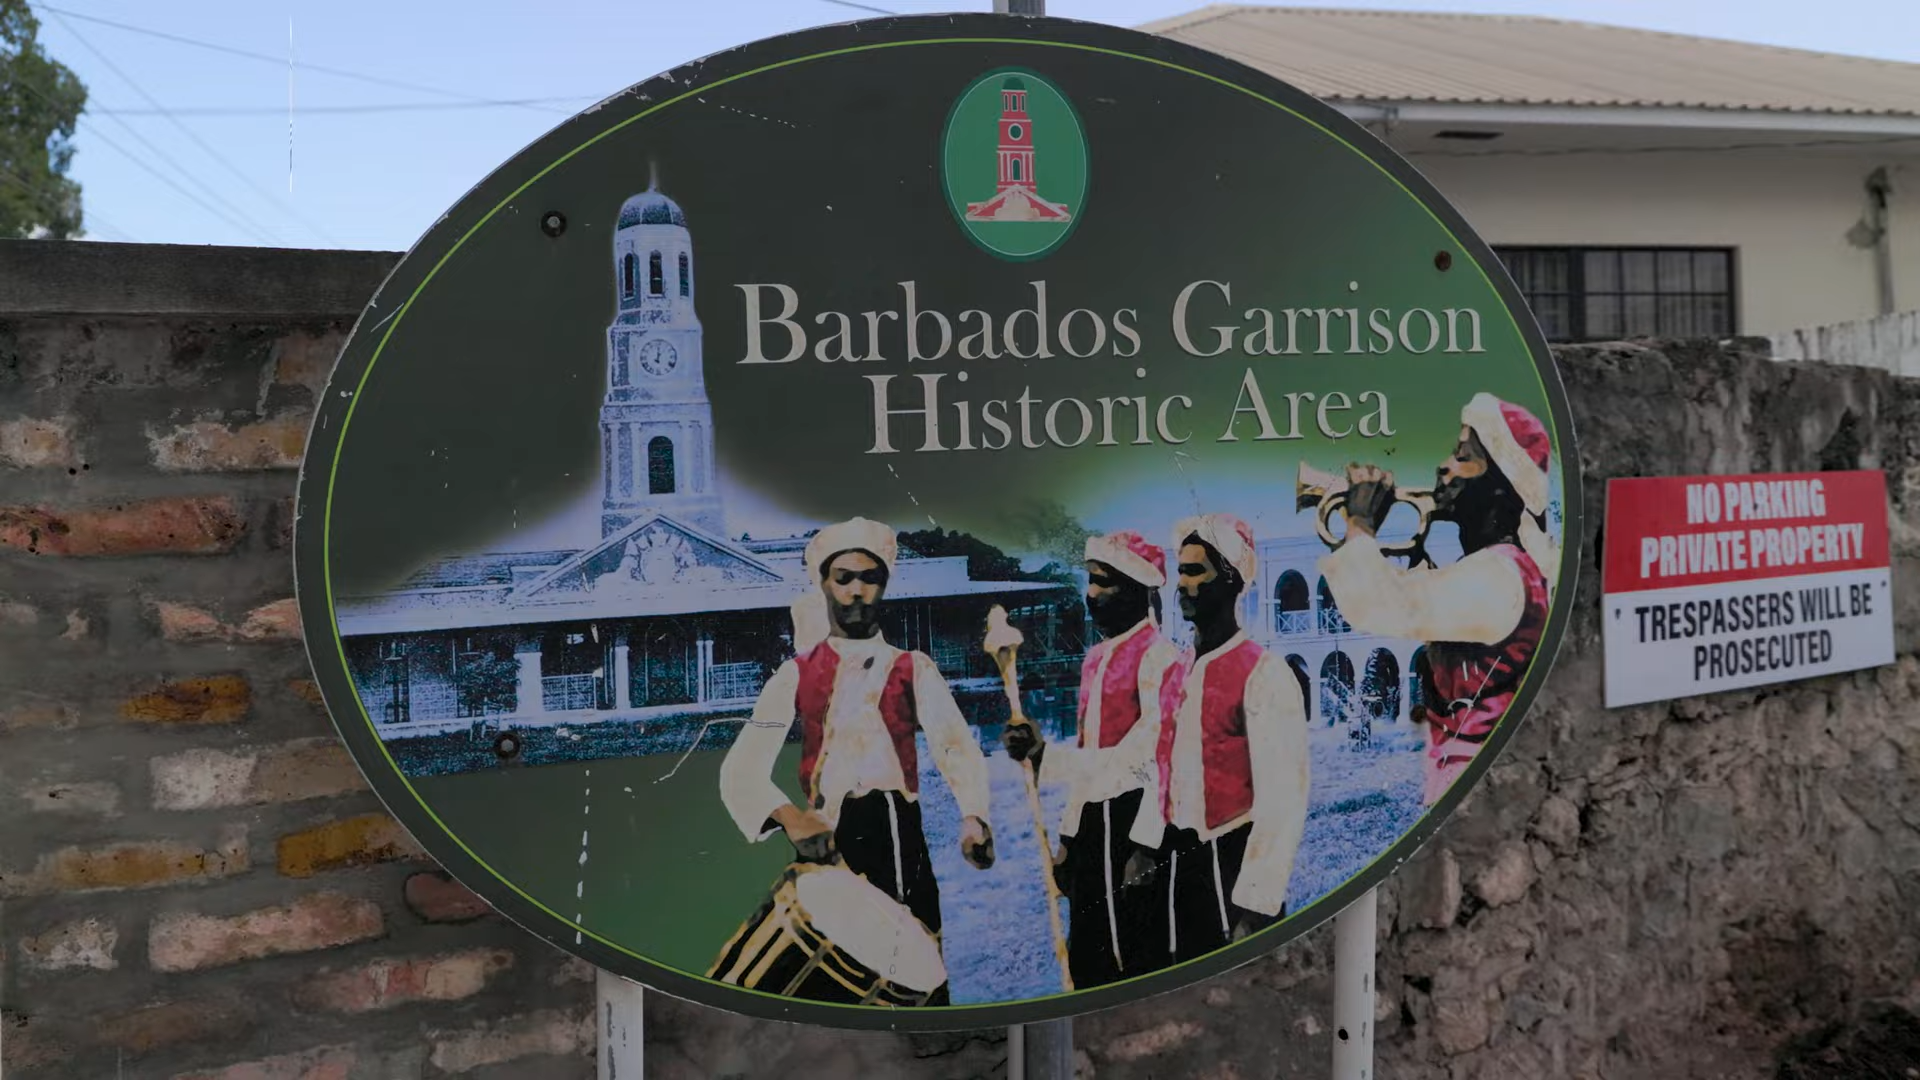 Barbados Garrison
Historic Area
NO PARKING
PRIVATE PROPERTY
TRESPASSERS WILL BE
PROSECUTED